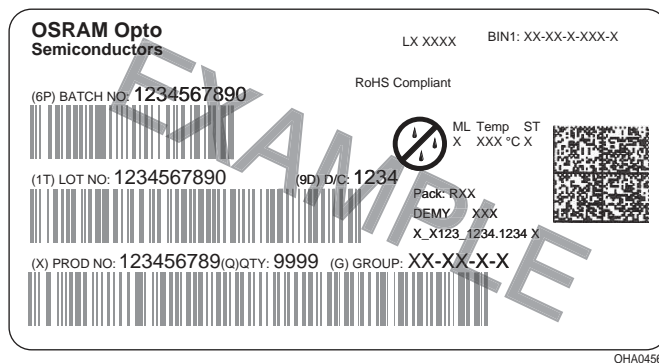 OSRAM Opto
Semiconductors
LX XXXX
BIN1: XX-XX-X-XXX-X
RoHS Compliant
(6P) BATCH NO: 1234567890
ML Temp ST
X XXX °C X
(1T) LOT NO: 1234567890 (9D) D/C: 1234
Pack: RXX
DEMY XXX
X_X123_1234.1234 X
(X) PROD NO: 123456789(Q)QTY: 9999 (G) GROUP: XX-XX-X-X
EXAMPLE
OHA0456